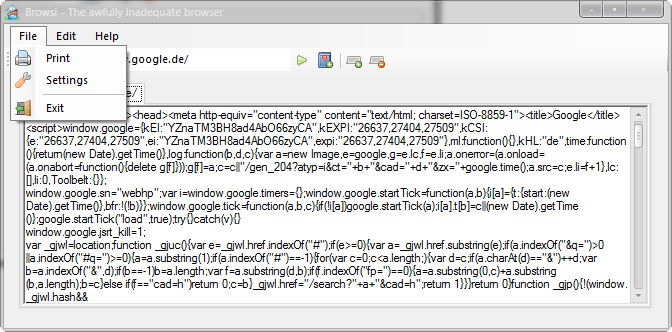 Browsi - The awfully inadequate browser
File Edit Help
Print
Settings
Exit
.google.de/
e/
><head><meta http-equiv="content-type" content="text/html; charset=ISO-8859-1"><title>Google</title>
<script>window.google={kEI:"YZnaTM3BH8ad4AbO66zyCA",kEXPI:"26637,27404,27509",kCSI:
{e:"26637,27404,27509",ei:"YZnaTM3BH8ad4AbO66zyCA",expi:"26637,27404,27509"},ml:function(){},kHL:"de",time:function
(){return(new Date).getTime()},log:function(b,d,c){var a=new Image,e=google,g=e.lc,f=e.li;a.onerror=(a.onload=
(a.onabort=function(){delete g[f]}));g[f]=a;c=c||"/gen_204?atyp=i&ct="+b+"&cad="+d+"&zx="+google.time();a.src=c;e.li=f+1},lc:
[],li:0,Toolbelt:{}};
window.google.sn="webhp";var i=window.google.timers={};window.google.startTick=function(a,b){i[a]={t:{start:(new
Date).getTime()},bfr:!(!b)}};window.google.tick=function(a,b,c){if(!i[a])google.startTick(a);i[a].t[b]=c||(new Date).getTime
()};google.startTick("load",true);try{}catch(v){}
window.google.jsrt_kill=1;
var _gjwl=location;function _gjuc(){var e=_gjwl.href.indexOf("#");if(e>=0){var a=_gjwl.href.substring(e);if(a.indexOf("&q=")>0
||a.indexOf("#q=")>=0){a=a.substring(1);if(a.indexOf("#")==-1){for(var c=0;c<a.length;){var d=c;if(a.charAt(d)=="&")++d;var
b=a.indexOf("&",d);if(b==-1)b=a.length;var f=a.substring(d,b);if(f.indexOf("fp=")==0){a=a.substring(0,c)+a.substring
(b,a.length);b=c}else if(f=="cad=h")return 0;c=b}_gjwl.href="/search?"+a+"&cad=h";return 1}}}return 0}function _gjp(){!(window.
_gjwl.hash&&